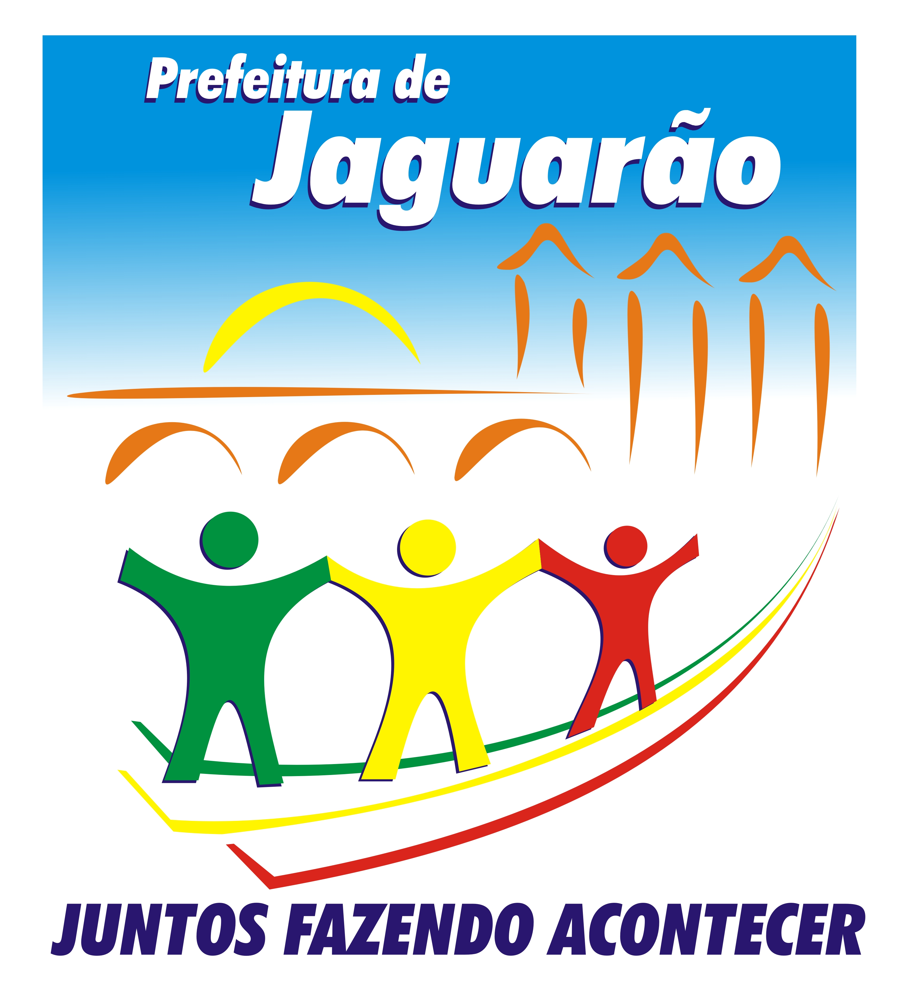 Prefeitura de
Jaguarão
JUNTOS FAZENDO ACONTECER